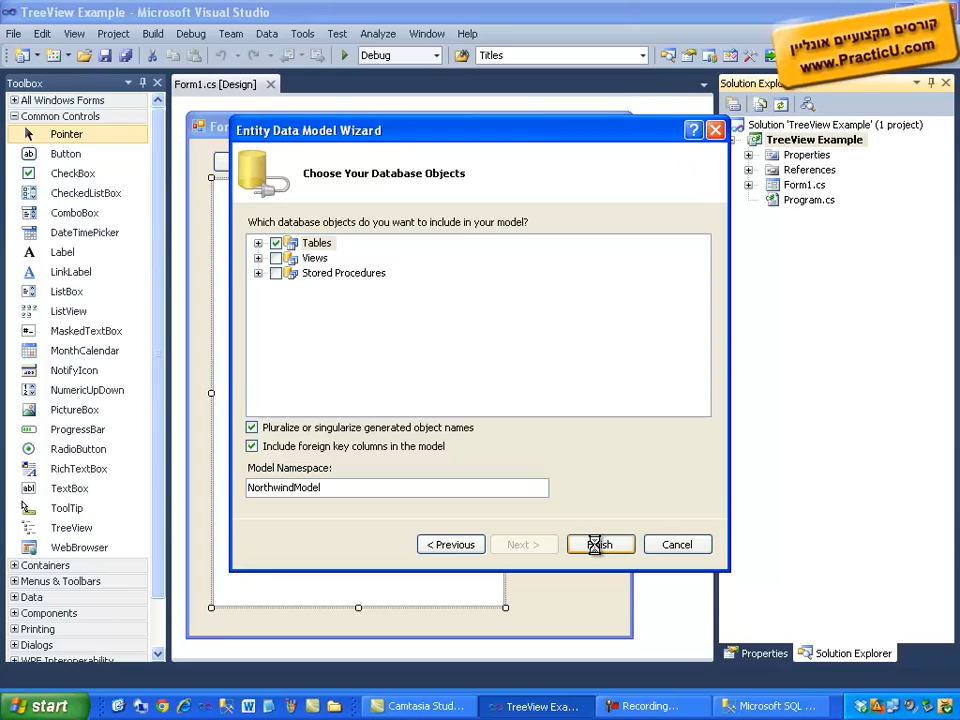 TreeView Example - Microsoft Visual Studio
קורסים מקצועיים אונליין
www.PracticU.com
File Edit View Project Build Debug Team Data Tools Test Analyze Window Help
Debug
Titles
Toolbox
All Windows Forms
Common Controls
Pointer
Button
CheckBox
CheckedListBox
ComboBox
DateTimePicker
Label
LinkLabel
ListBox
ListView
MaskedTextBox
MonthCalendar
NotifyIcon
NumericUpDown
PictureBox
ProgressBar
RadioButton
RichTextBox
TextBox
ToolTip
TreeView
WebBrowser
Containers
Menus & Toolbars
Data
Components
Printing
Dialogs
WPF Interoperability
Form1.cs [Design]
Entity Data Model Wizard
Choose Your Database Objects
Which database objects do you want to include in your model?
Tables
Views
Stored Procedures
Pluralize or singularize generated object names
Include foreign key columns in the model
Model Namespace:
NorthwindModel
< Previous
Next >
Finish
Cancel
Solution 'TreeView Example' (1 project)
TreeView Example
Properties
References
Form1.cs
Program.cs
Properties
Solution Explorer
start
Camtasia Stud...
TreeView Exa...
Recording...
Microsoft SQL ...